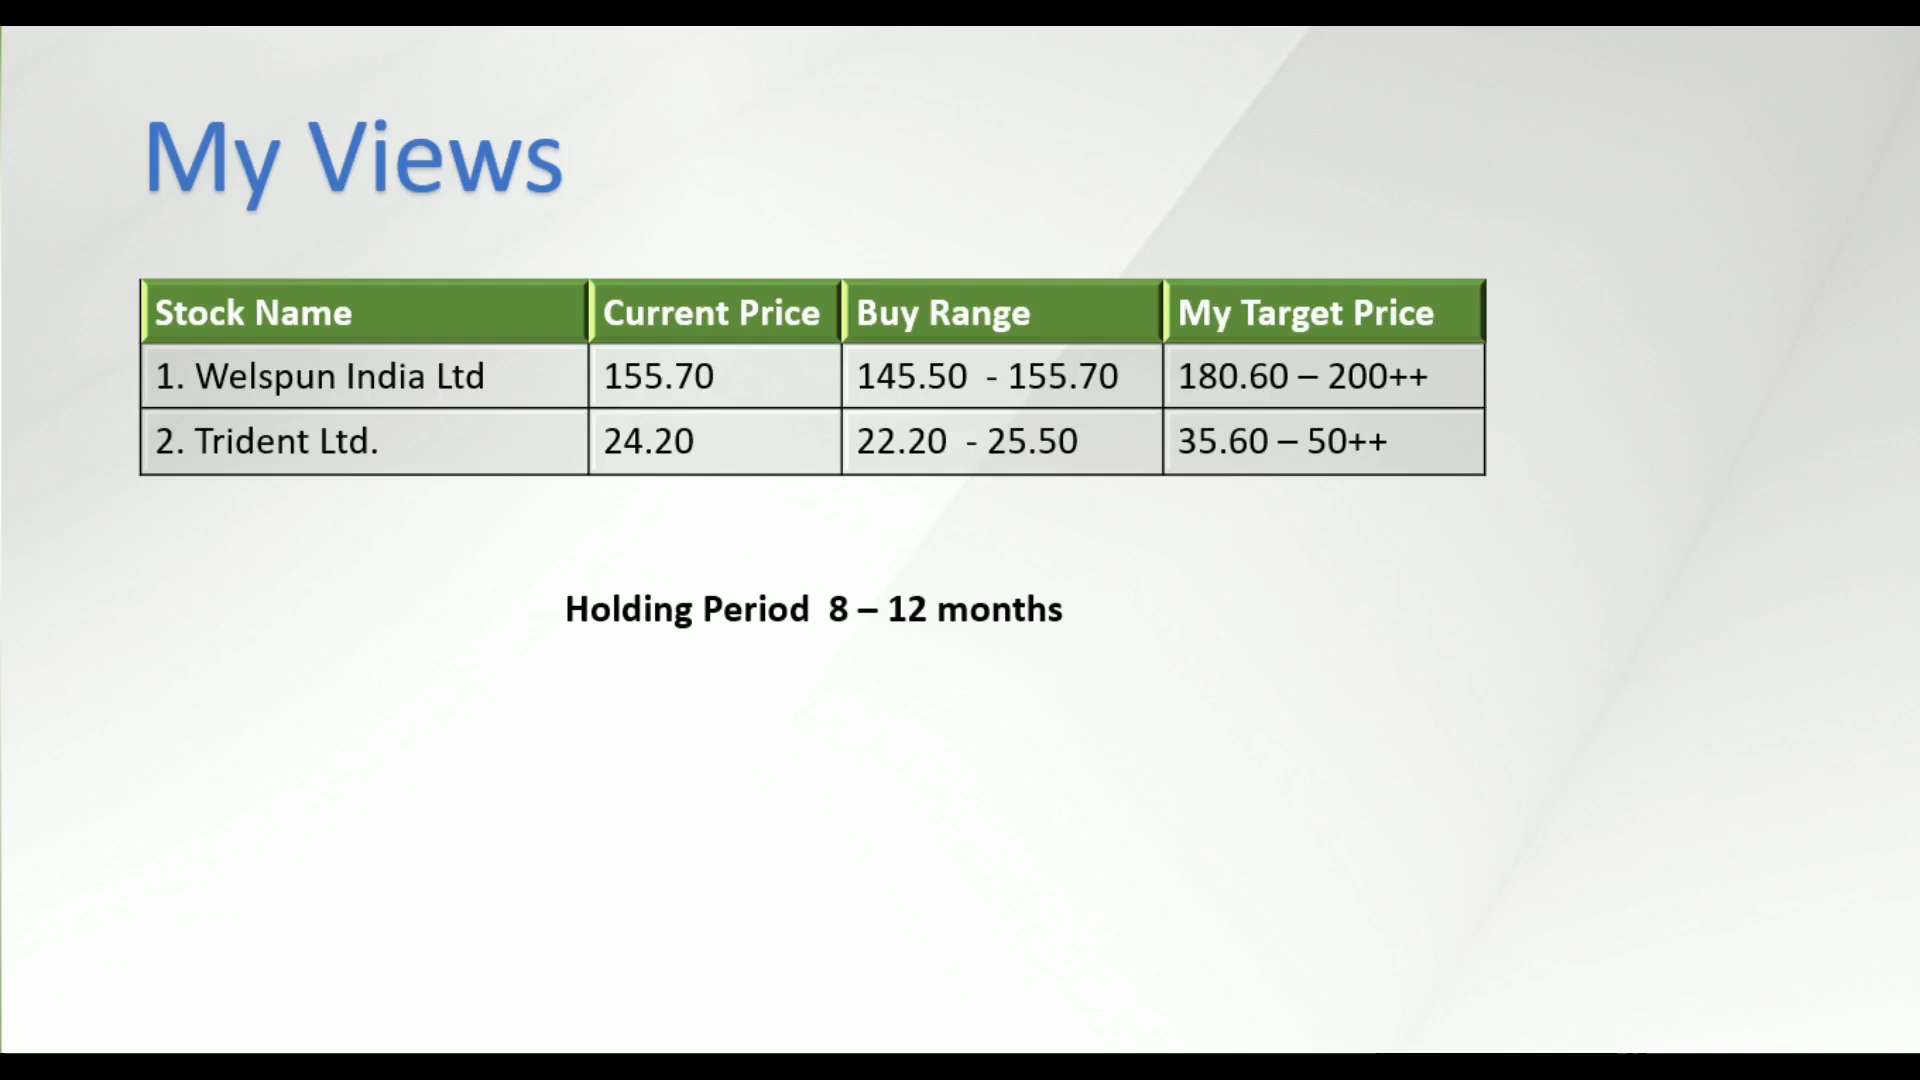 My Views
Stock Name Current Price Buy Range My Target Price
1. Welspun India Ltd 155.70 145.50 - 155.70 180.60 – 200++
2. Trident Ltd. 24.20 22.20 - 25.50 35.60 – 50++
Holding Period 8 – 12 months